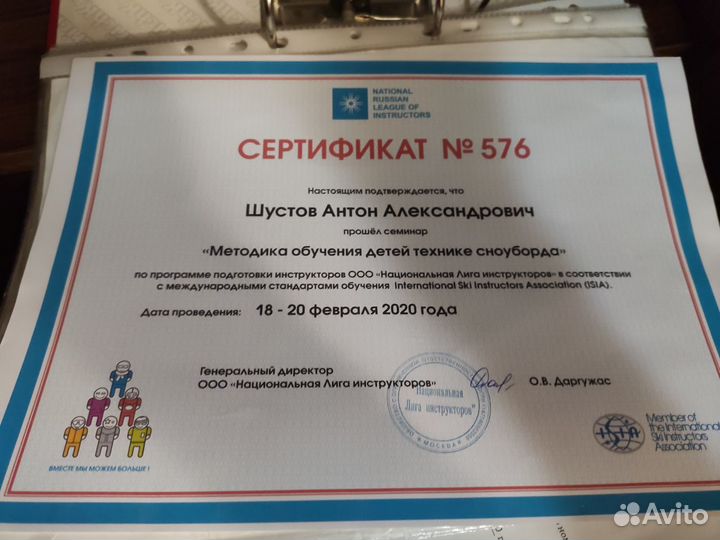 NATIONAL
RUSSIAN
LEAGUE OF
INSTRUCTORS
СЕРТИФИКАТ № 576
Настоящим подтверждается, что
Шустов Антон Александрович
прошёл семинар
«Методика обучения детей технике сноуборда»
по программе подготовки инструкторов ООО «Национальная Лига инструкторов» в соответствии
с международными стандартами обучения International Ski Instructors Association (ISIA).
Дата проведения: 18 - 20 февраля 2020 года
Генеральный директор
ООО «Национальная Лига инструкторов»
О.В. Даргужас
"Национальная
Лига инструкторов"
МОСКВА
ВМЕСТЕ МЫ МОЖЕМ БОЛЬШЕ !
ISIA
Member of
the International
Ski Instructors
Association
Avito